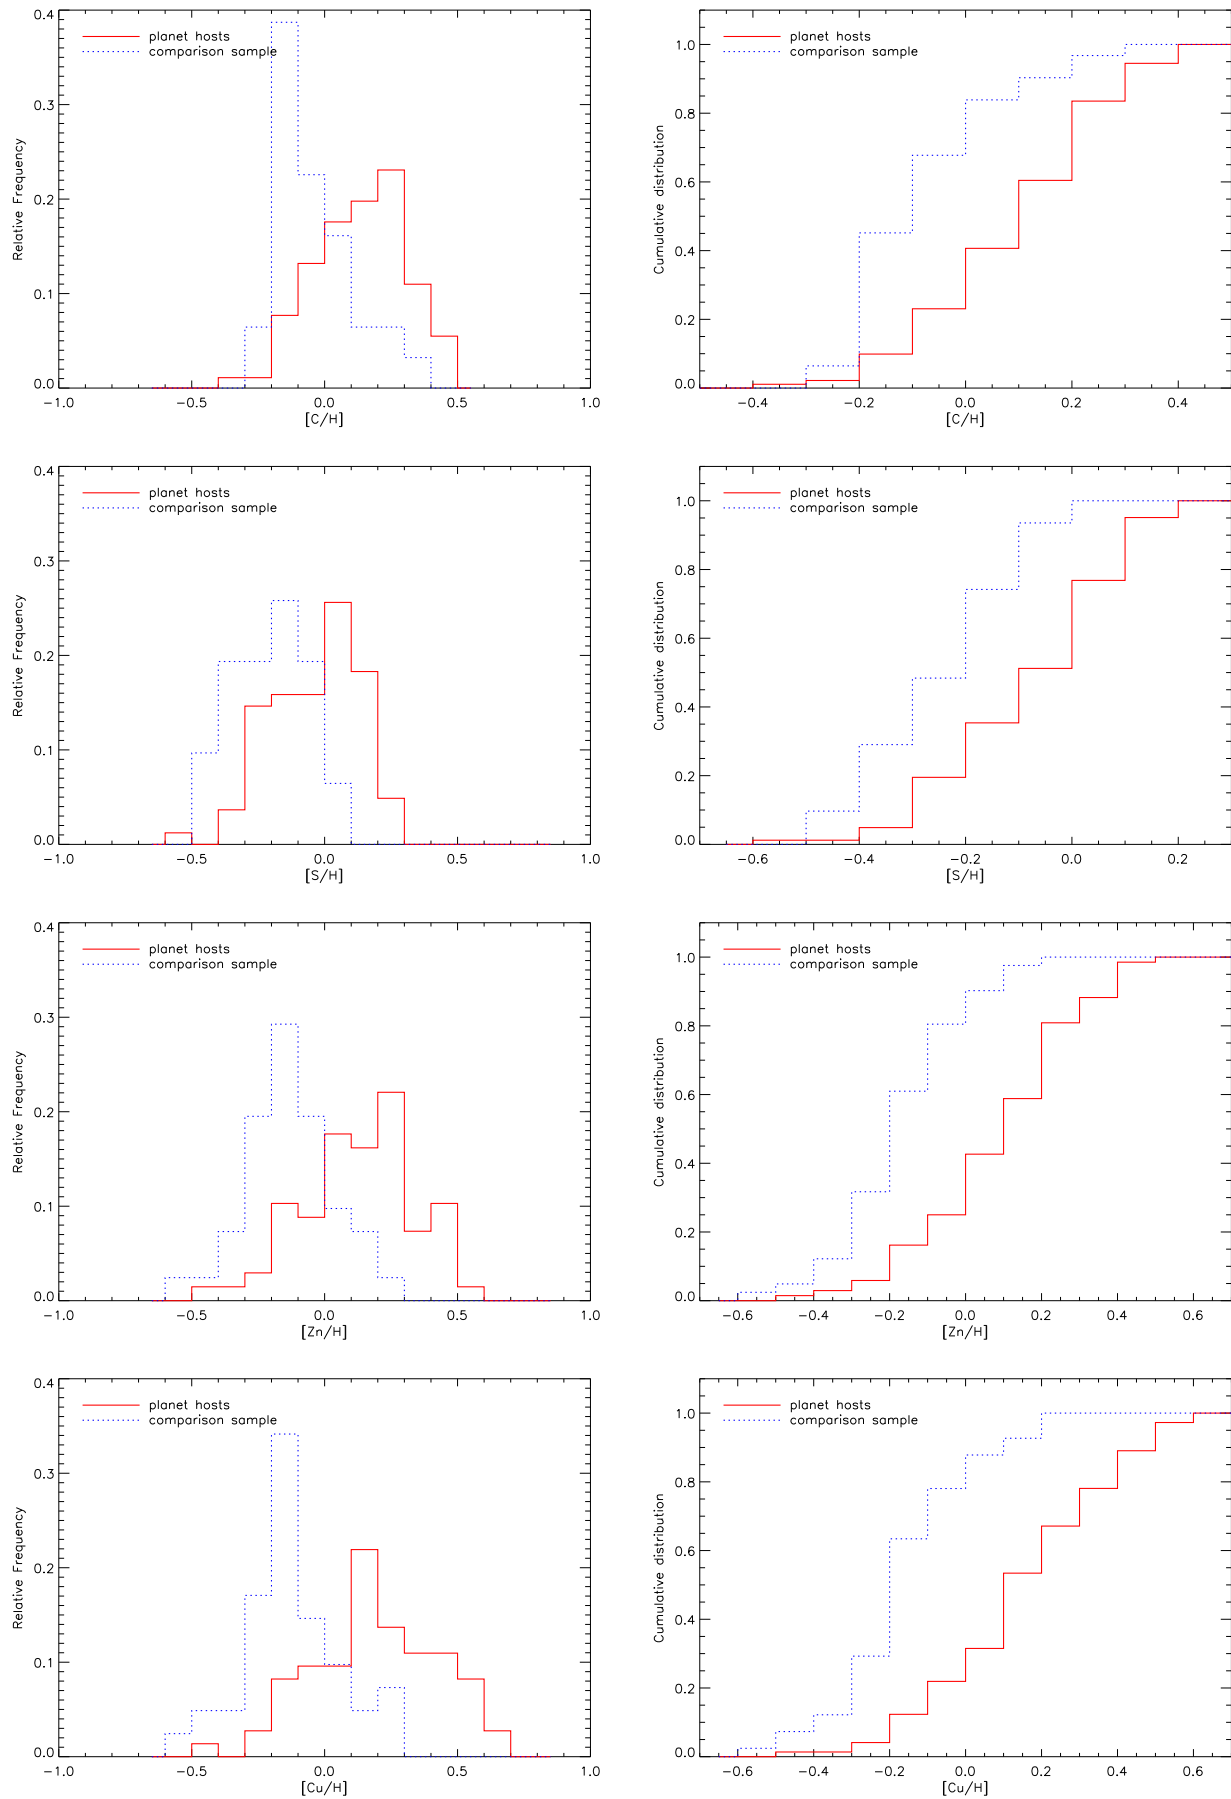 planet hosts
comparison sample
Relative Frequency
0.4
0.3
0.2
0.1
0.0
−1.0 −0.5 0.0 0.5 1.0
[C/H]
planet hosts
comparison sample
Cumulative distribution
1.0
0.8
0.6
0.4
0.2
0.0
−0.4 −0.2 0.0 0.2 0.4
[C/H]
planet hosts
comparison sample
Relative Frequency
0.4
0.3
0.2
0.1
0.0
−1.0 −0.5 0.0 0.5 1.0
[S/H]
planet hosts
comparison sample
Cumulative distribution
1.0
0.8
0.6
0.4
0.2
0.0
−0.6 −0.4 −0.2 0.0 0.2
[S/H]
planet hosts
comparison sample
Relative Frequency
0.4
0.3
0.2
0.1
0.0
−1.0 −0.5 0.0 0.5 1.0
[Zn/H]
planet hosts
comparison sample
Cumulative distribution
1.0
0.8
0.6
0.4
0.2
0.0
−0.6 −0.4 −0.2 0.0 0.2 0.4 0.6
[Zn/H]
planet hosts
comparison sample
Relative Frequency
0.4
0.3
0.2
0.1
0.0
−1.0 −0.5 0.0 0.5 1.0
[Cu/H]
planet hosts
comparison sample
Cumulative distribution
1.0
0.8
0.6
0.4
0.2
0.0
−0.6 −0.4 −0.2 0.0 0.2 0.4 0.6
[Cu/H]